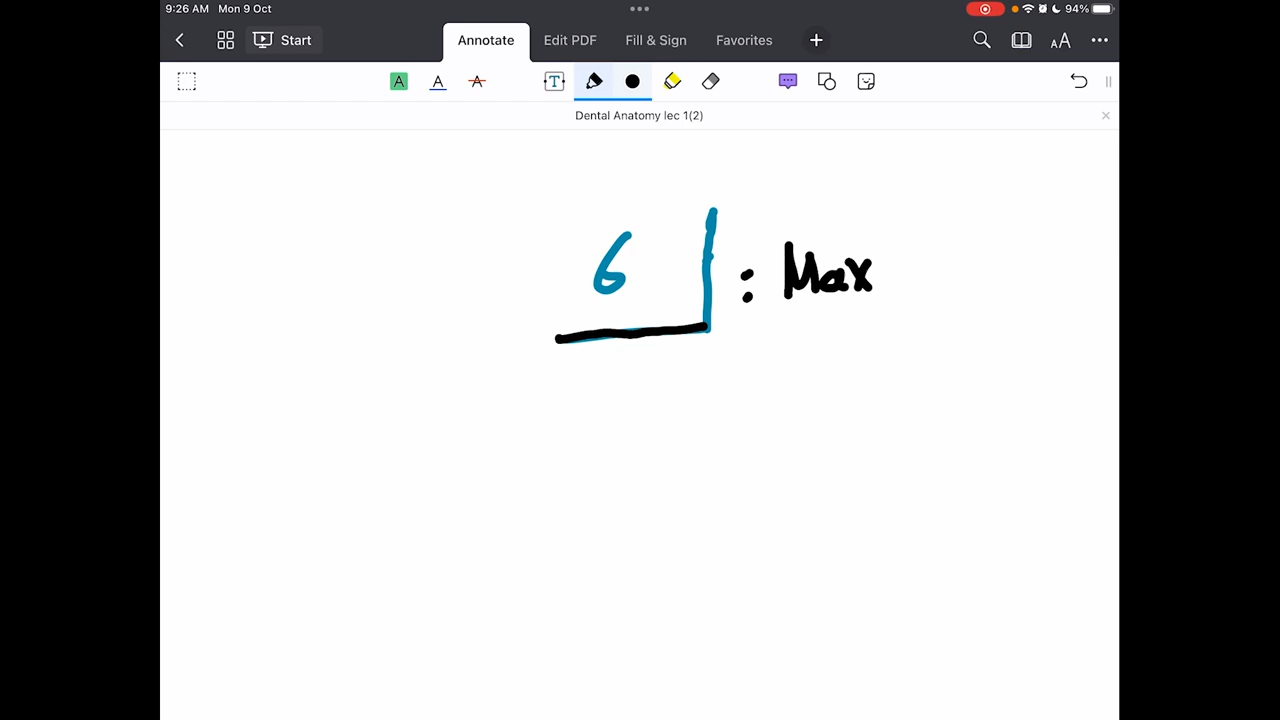 9:26 AM Mon 9 Oct 94%
Start Annotate Edit PDF Fill & Sign Favorites + AA
A A A T
Dental Anatomy lec 1(2)
6 : Max